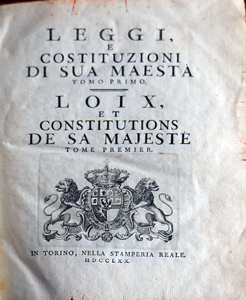 LEGGI,
E
COSTITUZIONI
DI SUA MAESTÀ
TOMO PRIMO.
LOIX,
ET
CONSTITUTIONS
DE SA MAJESTÉ
TOME PREMIER.
IN TORINO, NELLA STAMPERIA REALE.
MDCCLXX.